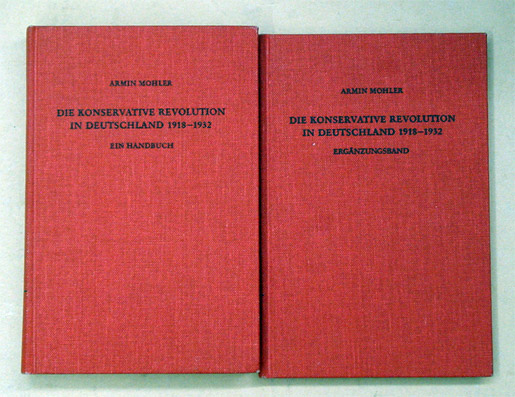 ARMIN MOHLER
DIE KONSERVATIVE REVOLUTION
IN DEUTSCHLAND 1918–1932
EIN HANDBUCH
ARMIN MOHLER
DIE KONSERVATIVE REVOLUTION
IN DEUTSCHLAND 1918–1932
ERGÄNZUNGSBAND